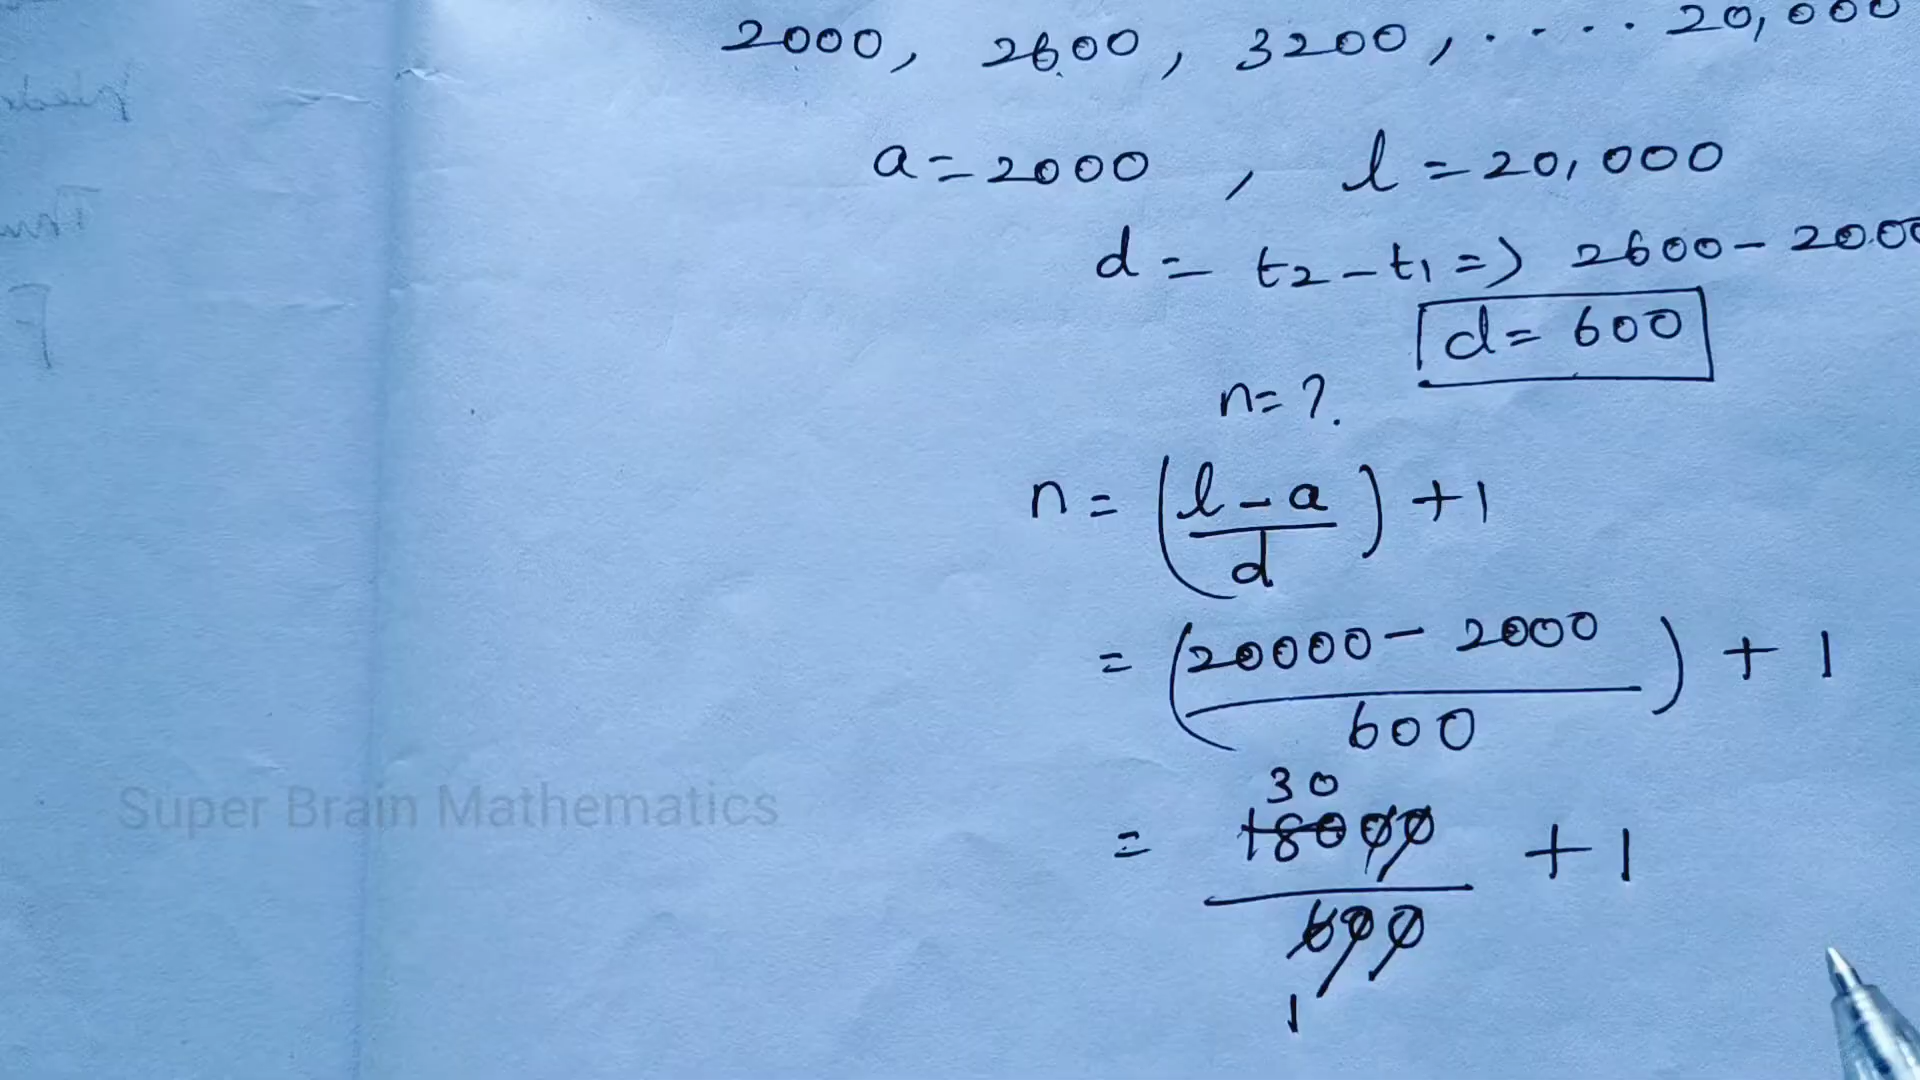 2000, 2600, 3200, ..... 20,000
a = 2000 , l = 20,000
d = t2 - t1 => 2600 - 2000
d = 600
n = ?.
n = (l - a / d) + 1
= (20000 - 2000 / 600) + 1
30
= 18000 / 600 + 1
1
Super Brain Mathematics